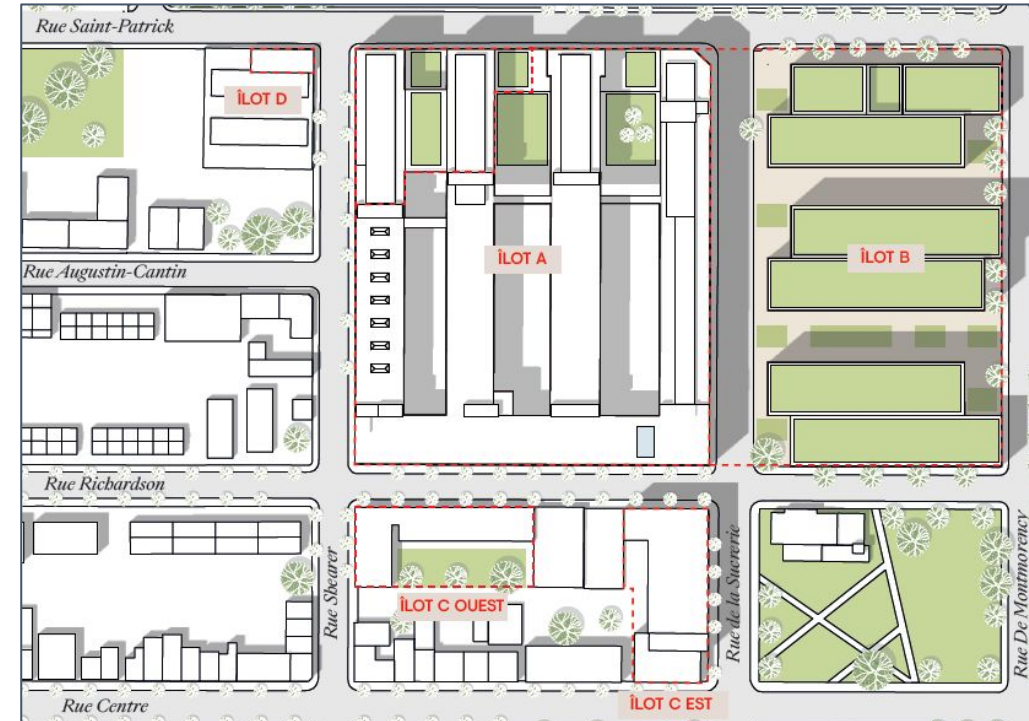 Rue Saint-Patrick
ÎLOT D
ÎLOT A
ÎLOT B
Rue Augustin-Cantin
Rue Richardson
Rue Shearer
Rue de la Sucrerie
Rue De Montmorency
ÎLOT C OUEST
ÎLOT C EST
Rue Centre